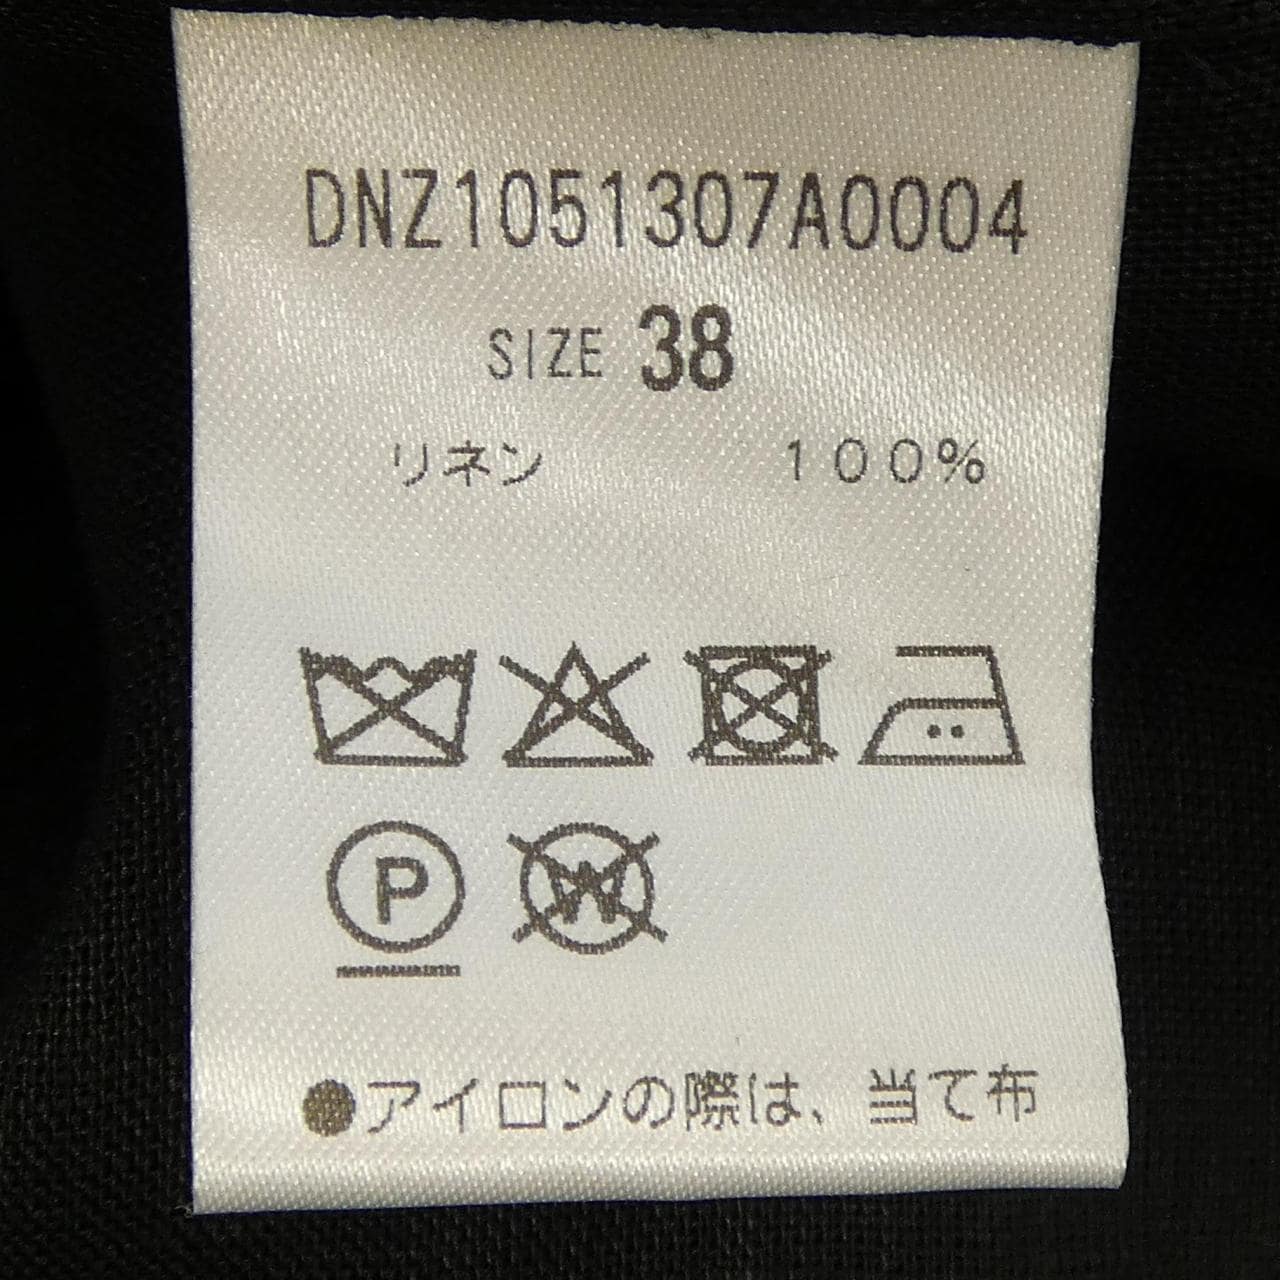 DNZ1051307A0004
SIZE 38
リネン 100%
P W
●アイロンの際は、当て布